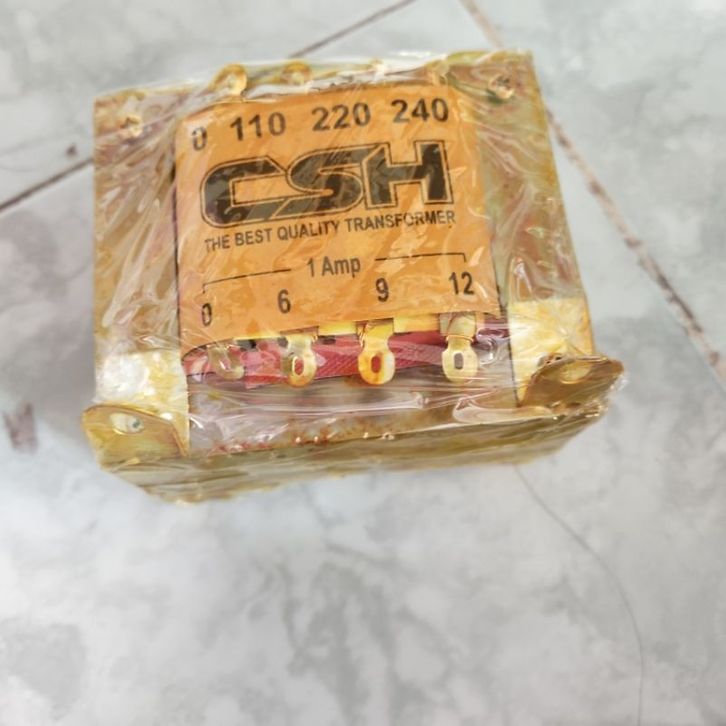 0 110 220 240
CSH
THE BEST QUALITY TRANSFORMER
1 Amp
0 6 9 12